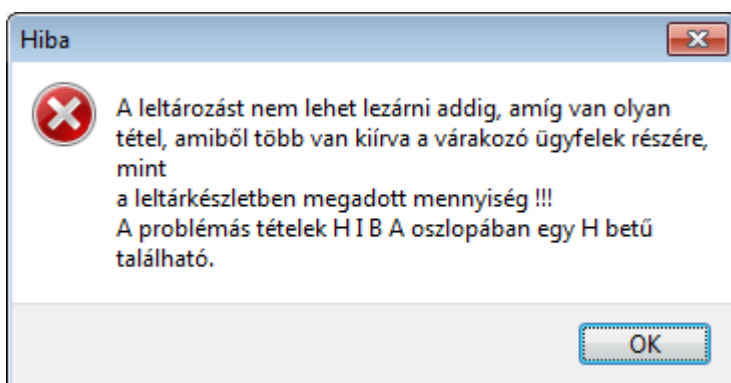 Hiba
A leltározást nem lehet lezárni addig, amíg van olyan
tétel, amiből több van kiírva a várakozó ügyfelek részére,
mint
a leltárkészletben megadott mennyiség !!!
A problémás tételek H I B A oszlopában egy H betű
található.
OK